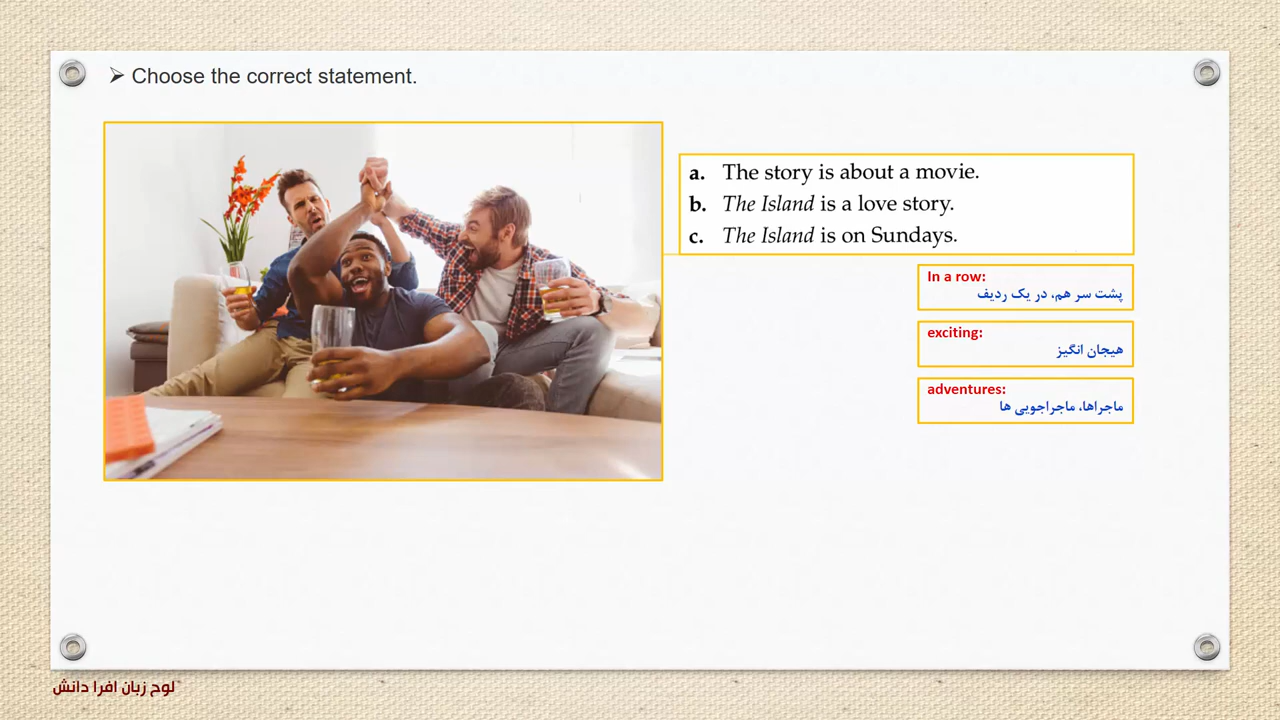 ➢ Choose the correct statement.
a. The story is about a movie.
b. The Island is a love story.
c. The Island is on Sundays.
In a row:
پشت سر هم، در یک ردیف
exciting:
هیجان انگیز
adventures:
ماجراها، ماجراجویی ها
لوح زبان افرا دانش